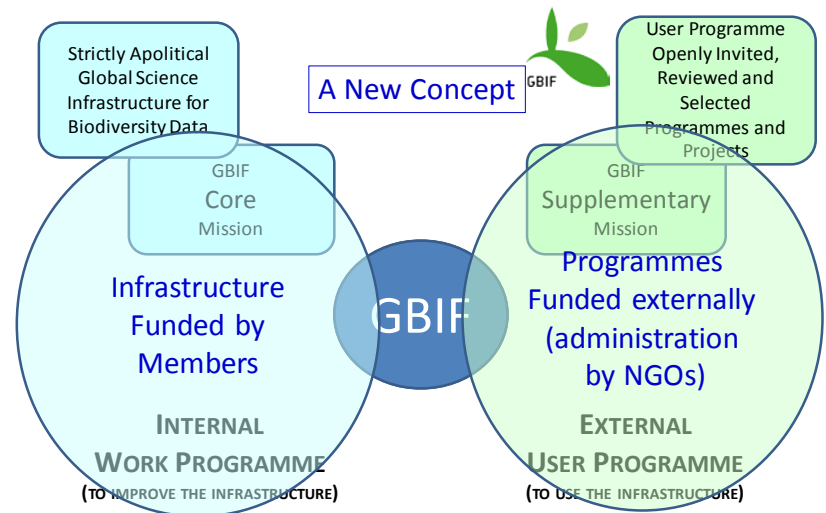 Strictly Apolitical
Global Science
Infrastructure for
Biodiversity Data
A New Concept
GBIF
User Programme
Openly Invited,
Reviewed and
Selected
Programmes and
Projects
GBIF
Core
Mission
GBIF
Supplementary
Mission
Infrastructure
Funded by
Members
GBIF
Programmes
Funded externally
(administration
by NGOs)
INTERNAL
WORK PROGRAMME
(TO IMPROVE THE INFRASTRUCTURE)
EXTERNAL
USER PROGRAMME
(TO USE THE INFRASTRUCTURE)